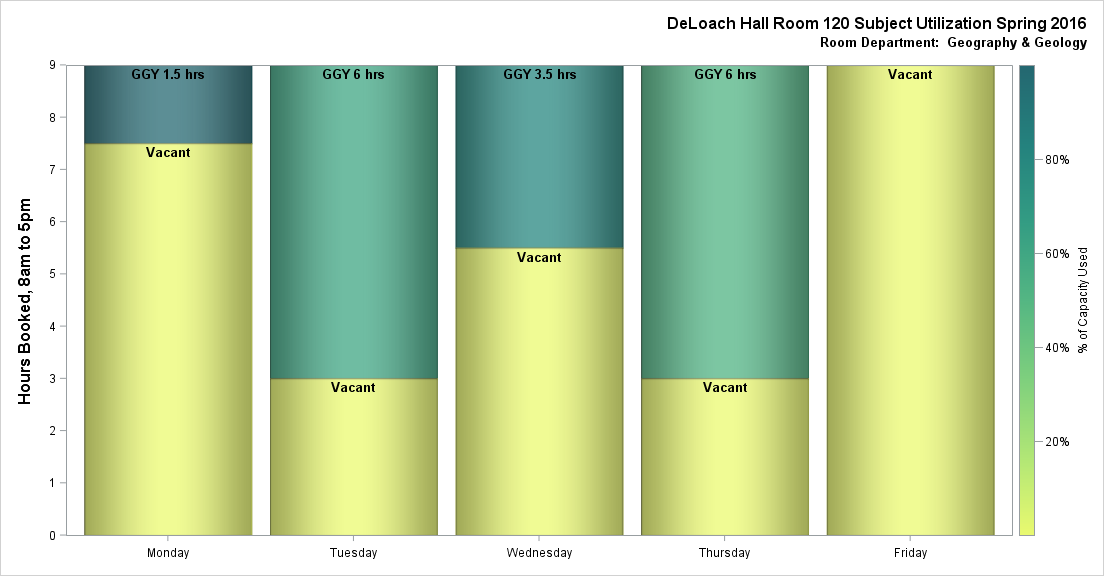 DeLoach Hall Room 120 Subject Utilization Spring 2016
Room Department:  Geography & Geology
Hours Booked, 8am to 5pm
9
8
7
6
5
4
3
2
1
0
GGY 1.5 hrs
Vacant
GGY 6 hrs
Vacant
GGY 3.5 hrs
Vacant
GGY 6 hrs
Vacant
Vacant
Monday
Tuesday
Wednesday
Thursday
Friday
80%
60%
40%
20%
% of Capacity Used